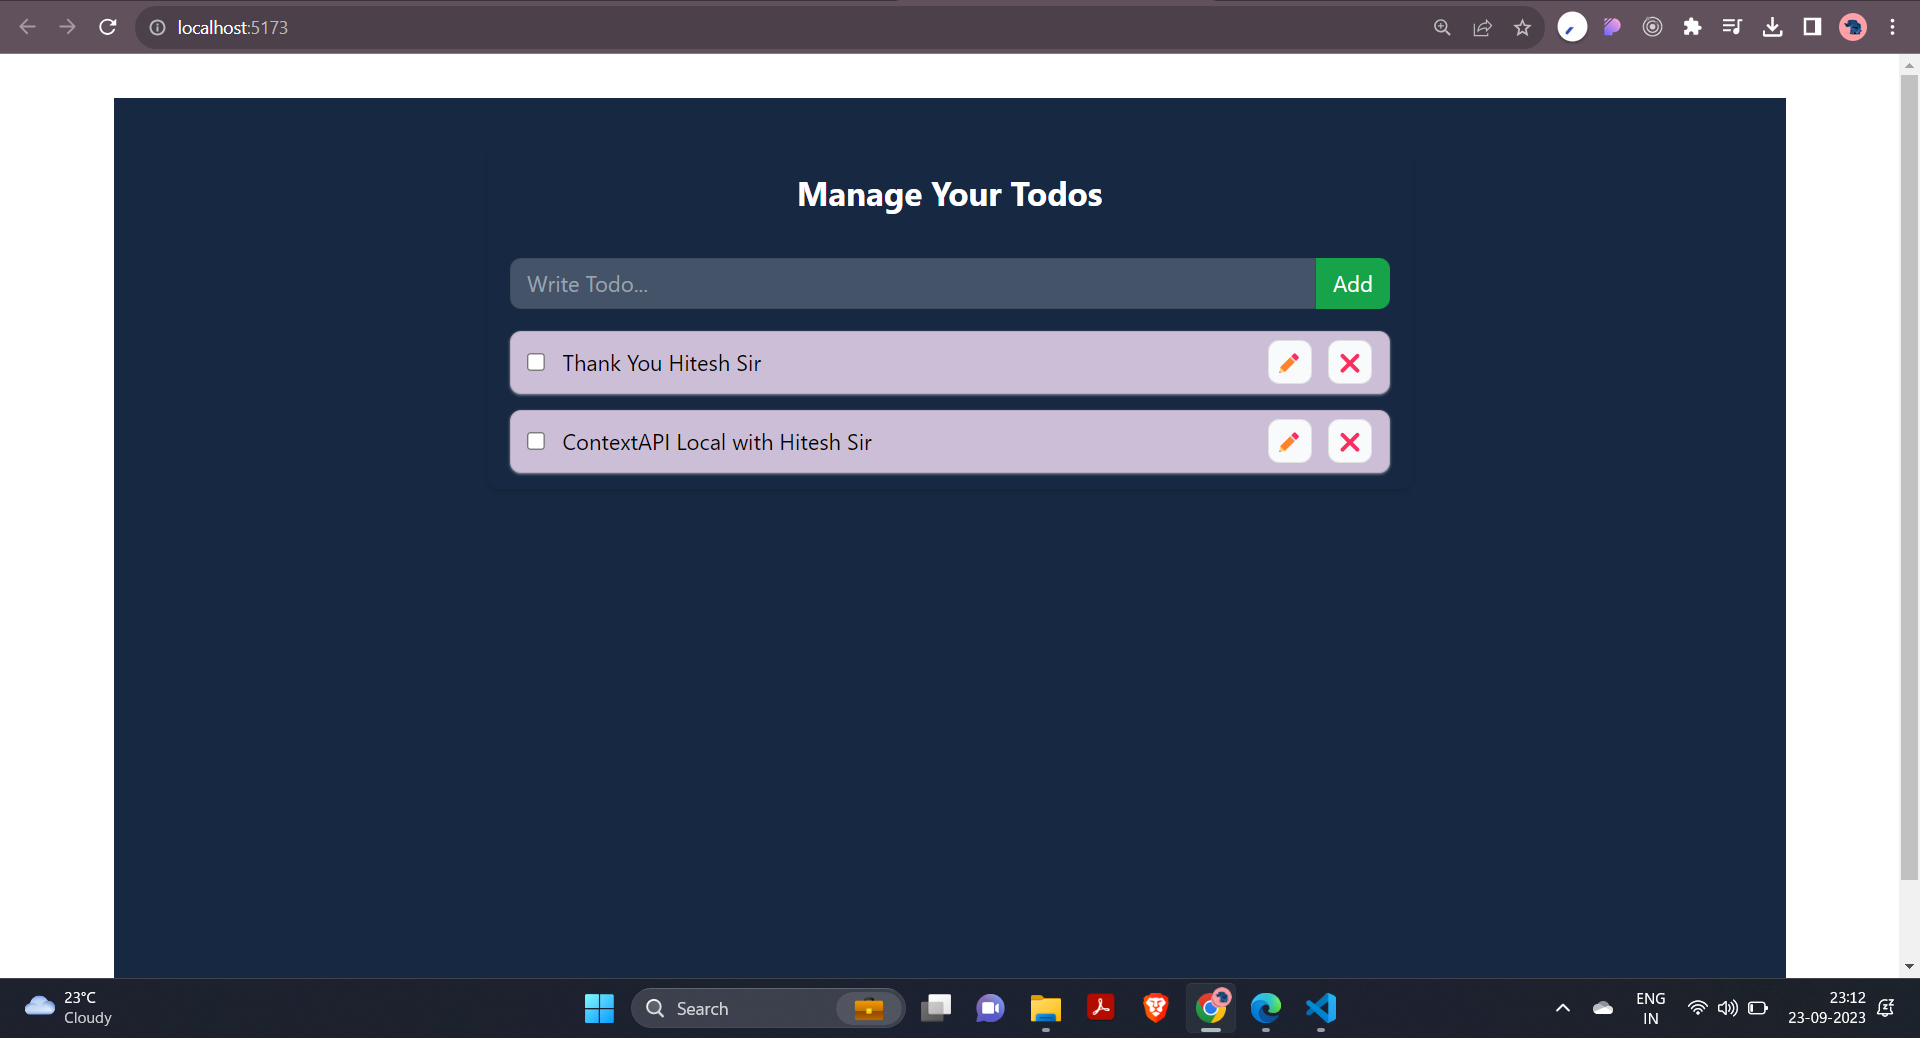 localhost:5173
Manage Your Todos
Write Todo...
Add
Thank You Hitesh Sir
ContextAPI Local with Hitesh Sir
23°C
Cloudy
Search
ENG
IN
23:12
23-09-2023